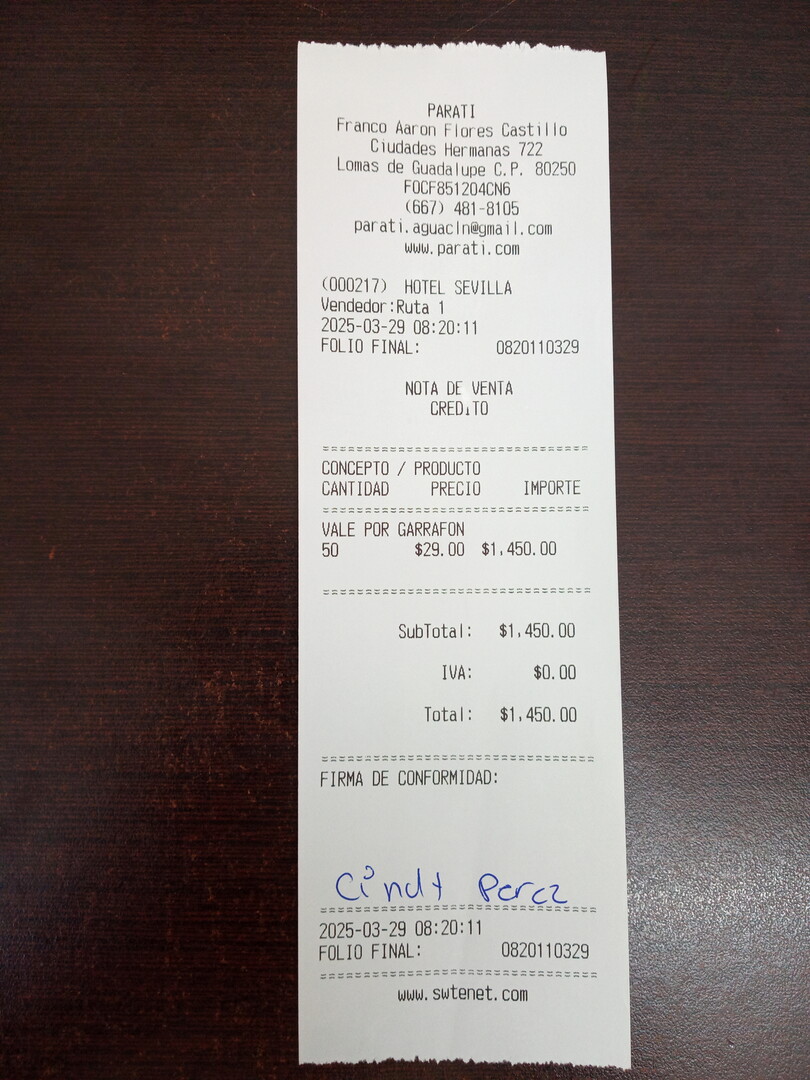 PARATI
Franco Aaron Flores Castillo
Ciudades Hermanas 722
Lomas de Guadalupe C.P. 80250
FOCF851204CN6
(667) 481-8105
parati.aguacln@gmail.com
www.parati.com
(000217) HOTEL SEVILLA
Vendedor:Ruta 1
2025-03-29 08:20:11
FOLIO FINAL: 0820110329
NOTA DE VENTA
CREDITO
CONCEPTO / PRODUCTO
CANTIDAD PRECIO IMPORTE
VALE POR GARRAFON
50 $29.00 $1,450.00
SubTotal: $1,450.00
IVA: $0.00
Total: $1,450.00
FIRMA DE CONFORMIDAD:
2025-03-29 08:20:11
FOLIO FINAL: 0820110329
www.swtenet.com